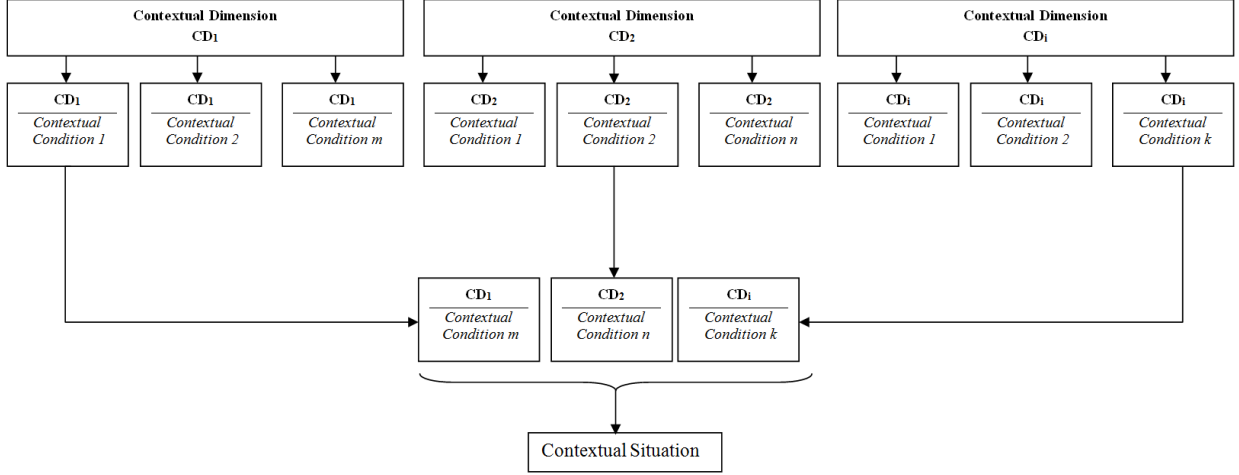 Contextual Dimension
CD₁
Contextual Dimension
CD₂
Contextual Dimension
CDᵢ
CD₁
Contextual
Condition 1
CD₁
Contextual
Condition 2
CD₁
Contextual
Condition m
CD₂
Contextual
Condition 1
CD₂
Contextual
Condition 2
CD₂
Contextual
Condition n
CDᵢ
Contextual
Condition 1
CDᵢ
Contextual
Condition 2
CDᵢ
Contextual
Condition k
CD₁
Contextual
Condition m
CD₂
Contextual
Condition n
CDᵢ
Contextual
Condition k
Contextual Situation